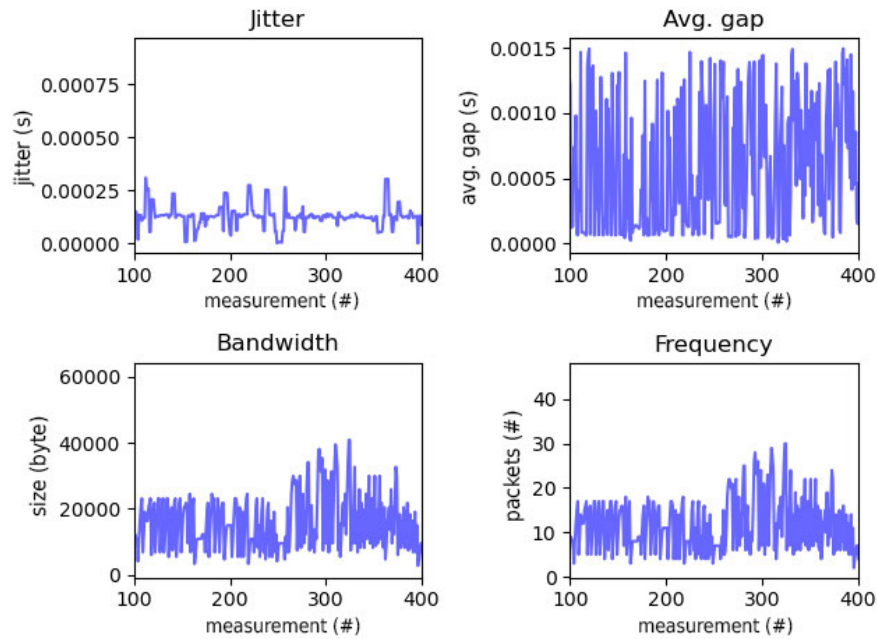 Jitter
jitter (s)
0.00075
0.00050
0.00025
0.00000
100 200 300 400
measurement (#)
Avg. gap
avg. gap (s)
0.0015
0.0010
0.0005
0.0000
100 200 300 400
measurement (#)
Bandwidth
size (byte)
60000
40000
20000
0
100 200 300 400
measurement (#)
Frequency
packets (#)
40
30
20
10
0
100 200 300 400
measurement (#)